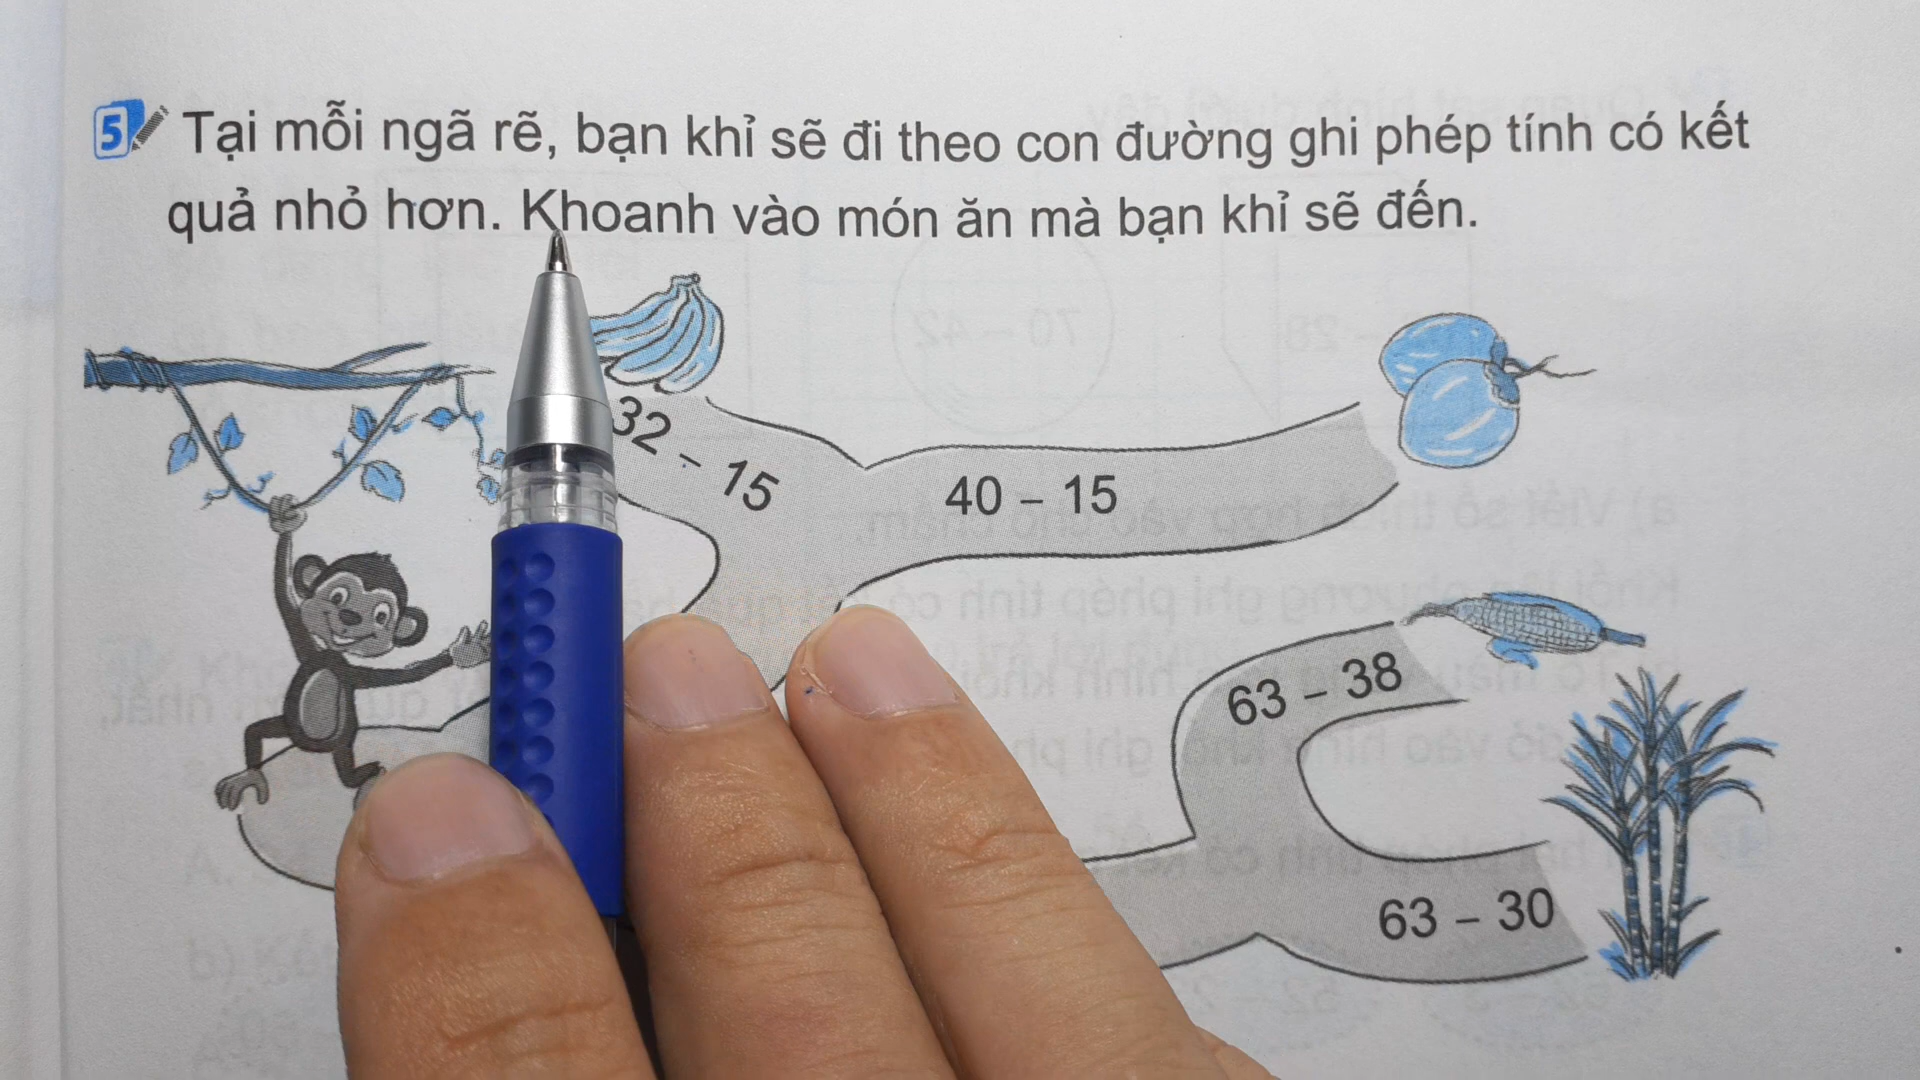 5 Tại mỗi ngã rẽ, bạn khỉ sẽ đi theo con đường ghi phép tính có kết
quả nhỏ hơn. Khoanh vào món ăn mà bạn khỉ sẽ đến.
32 – 15
40 – 15
63 – 38
63 – 30